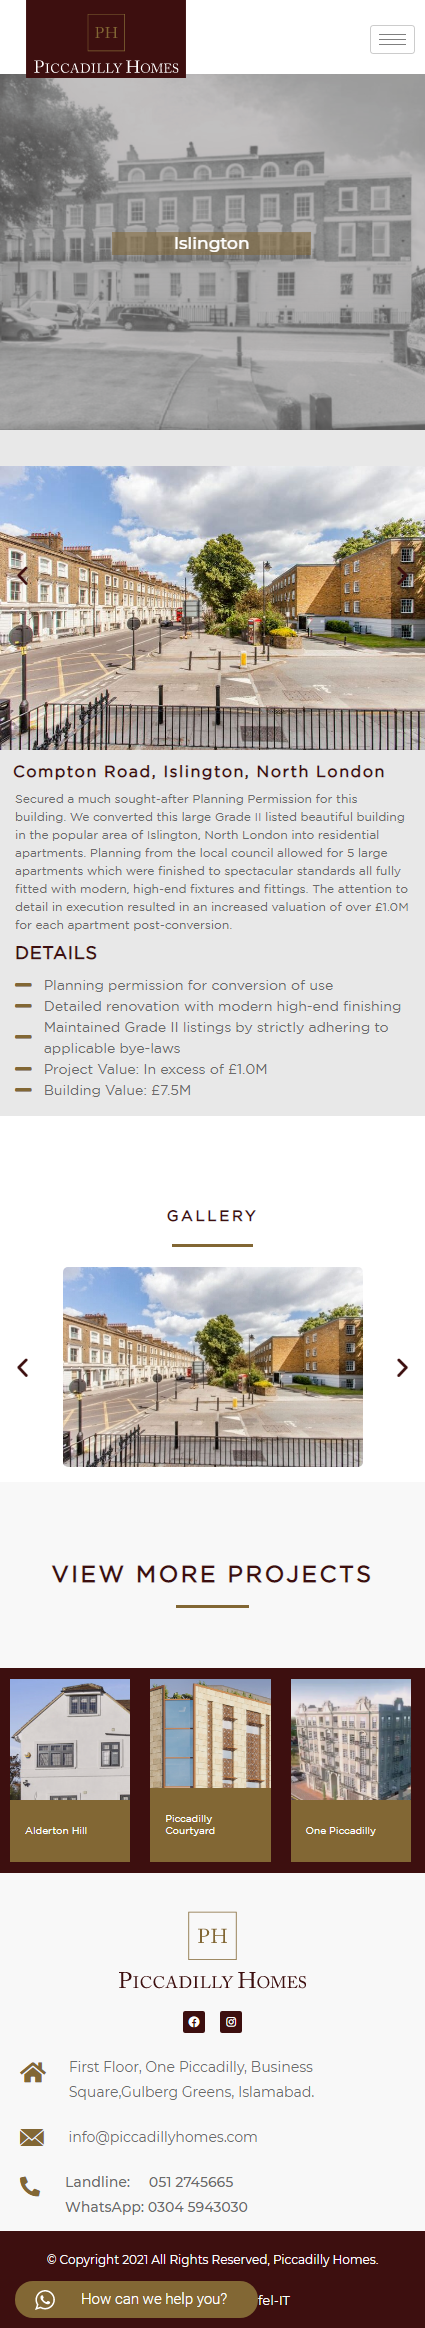 PH
PICCADILLY HOMES
Islington
Compton Road, Islington, North London
Secured a much sought-after Planning Permission for this
building. We converted this large Grade II listed beautiful building
in the popular area of Islington, North London into residential
apartments. Planning from the local council allowed for 5 large
apartments which were finished to spectacular standards all fully
fitted with modern, high-end fixtures and fittings. The attention to
detail in execution resulted in an increased valuation of over £1.0M
for each apartment post-conversion.
DETAILS
Planning permission for conversion of use
Detailed renovation with modern high-end finishing
Maintained Grade II listings by strictly adhering to
applicable bye-laws
Project Value: In excess of £1.0M
Building Value: £7.5M
GALLERY
VIEW MORE PROJECTS
Alderton Hill
Piccadilly
Courtyard
One Piccadilly
PH
PICCADILLY HOMES
First Floor, One Piccadilly, Business
Square,Gulberg Greens, Islamabad.
info@piccadillyhomes.com
Landline: 051 2745665
WhatsApp: 0304 5943030
© Copyright 2021 All Rights Reserved, Piccadilly Homes.
How can we help you?
fel-IT